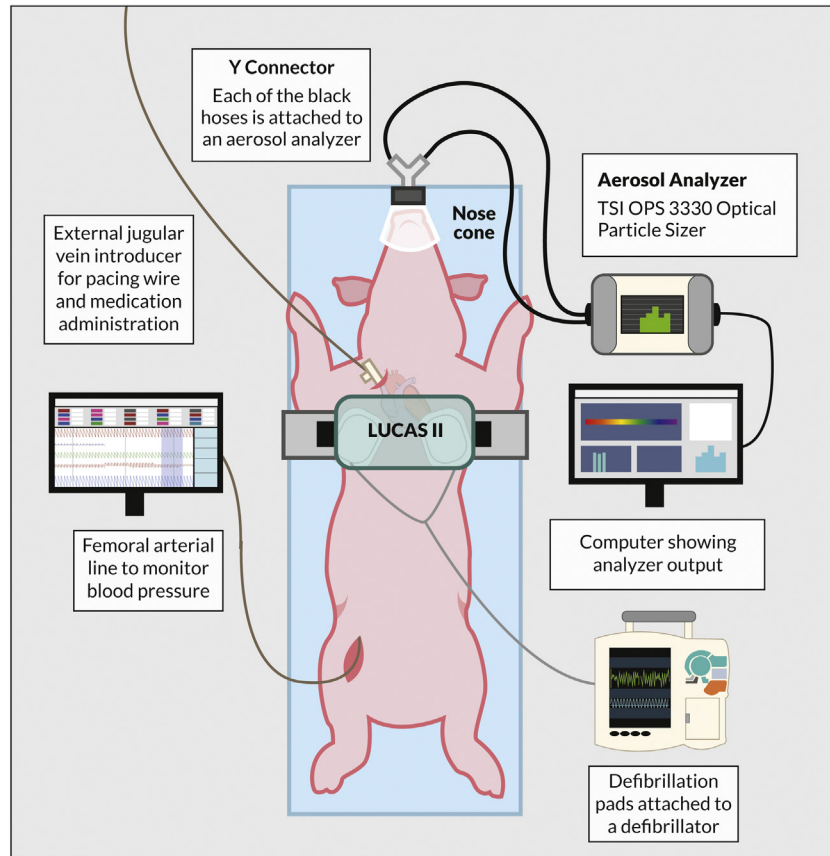 Y Connector
Each of the black
hoses is attached to
an aerosol analyzer
Aerosol Analyzer
TSI OPS 3330 Optical
Particle Sizer
Nose
cone
External jugular
vein introducer
for pacing wire
and medication
administration
LUCAS II
Femoral arterial
line to monitor
blood pressure
Computer showing
analyzer output
Defibrillation
pads attached to
a defibrillator